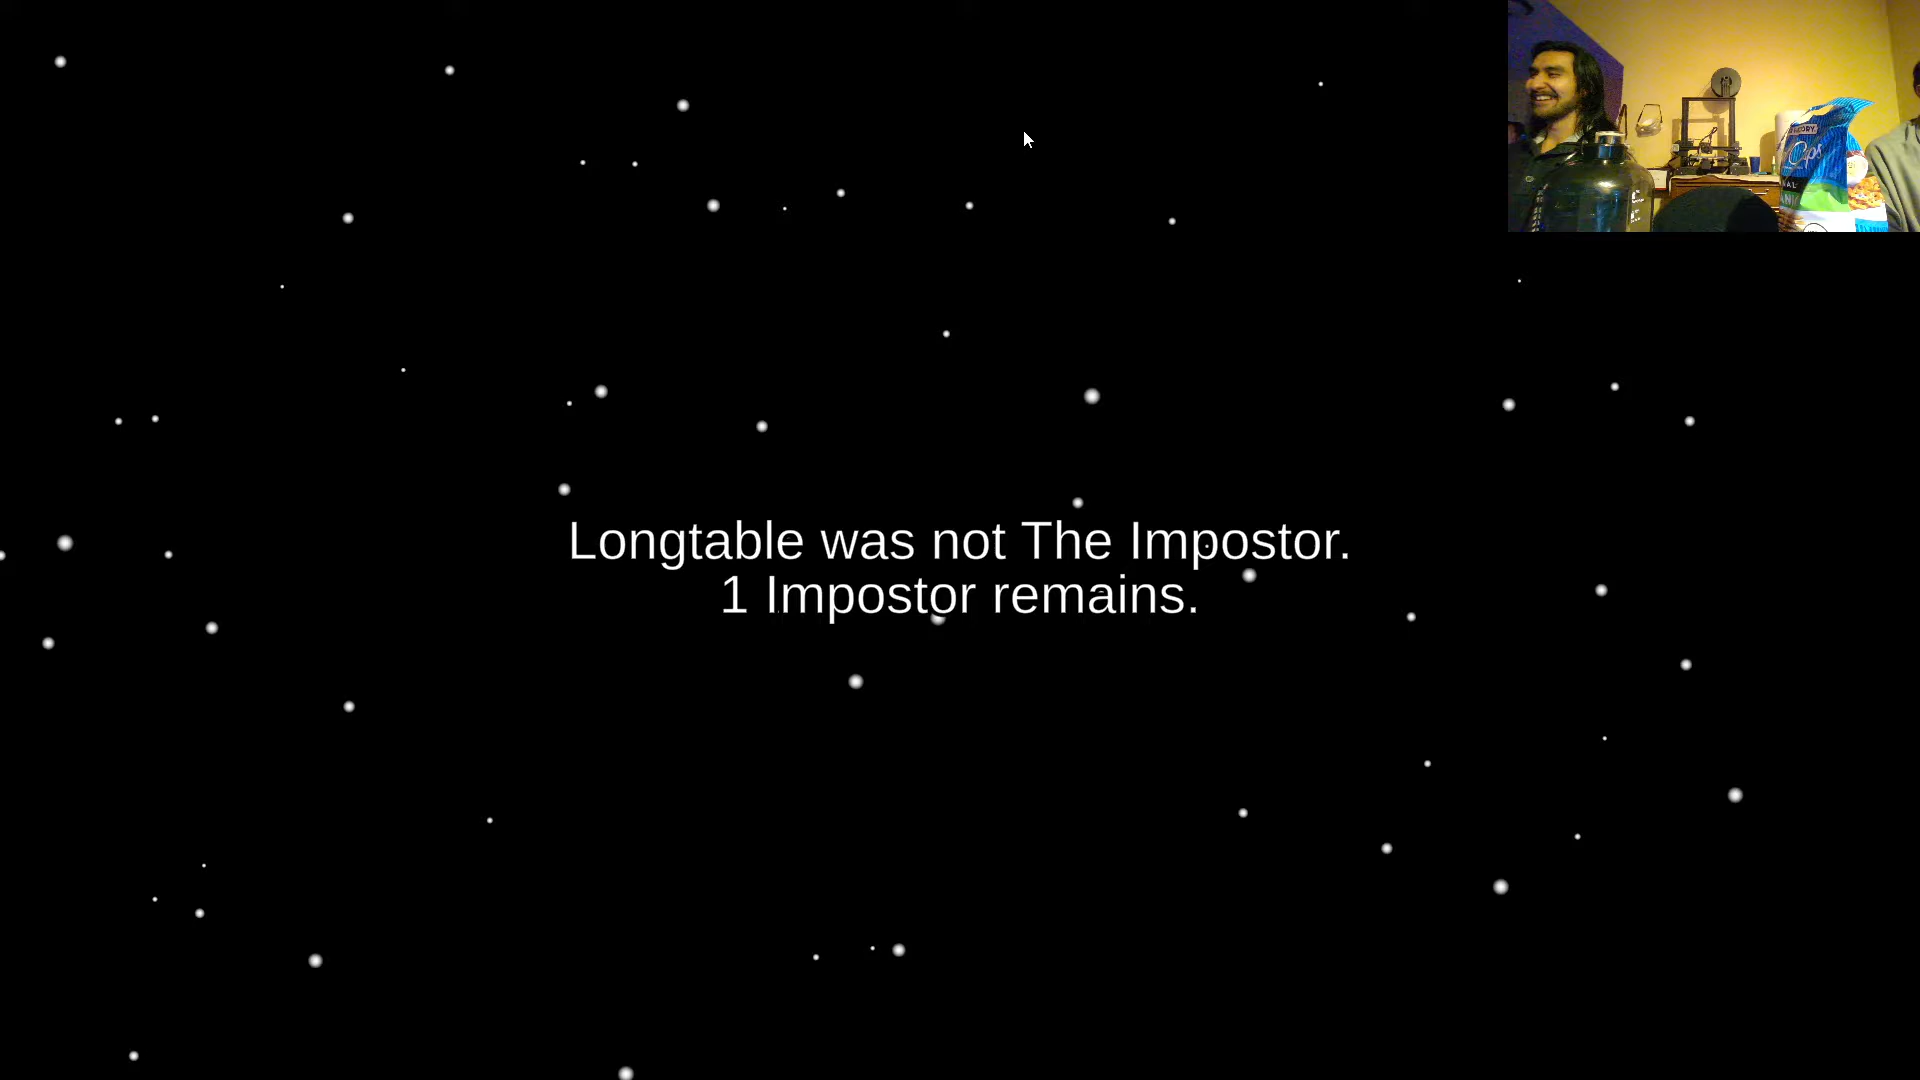 Longtable was not The Impostor.
1 Impostor remains.